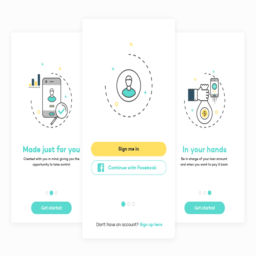 Made just for you
Created with you in mind, giving you the
opportunity to take control
Get started
Sign me in
Continue with Facebook
Don't have an account? Sign up here
In your hands
Be in charge of your loan amount
and when you want to pay it back
Get started